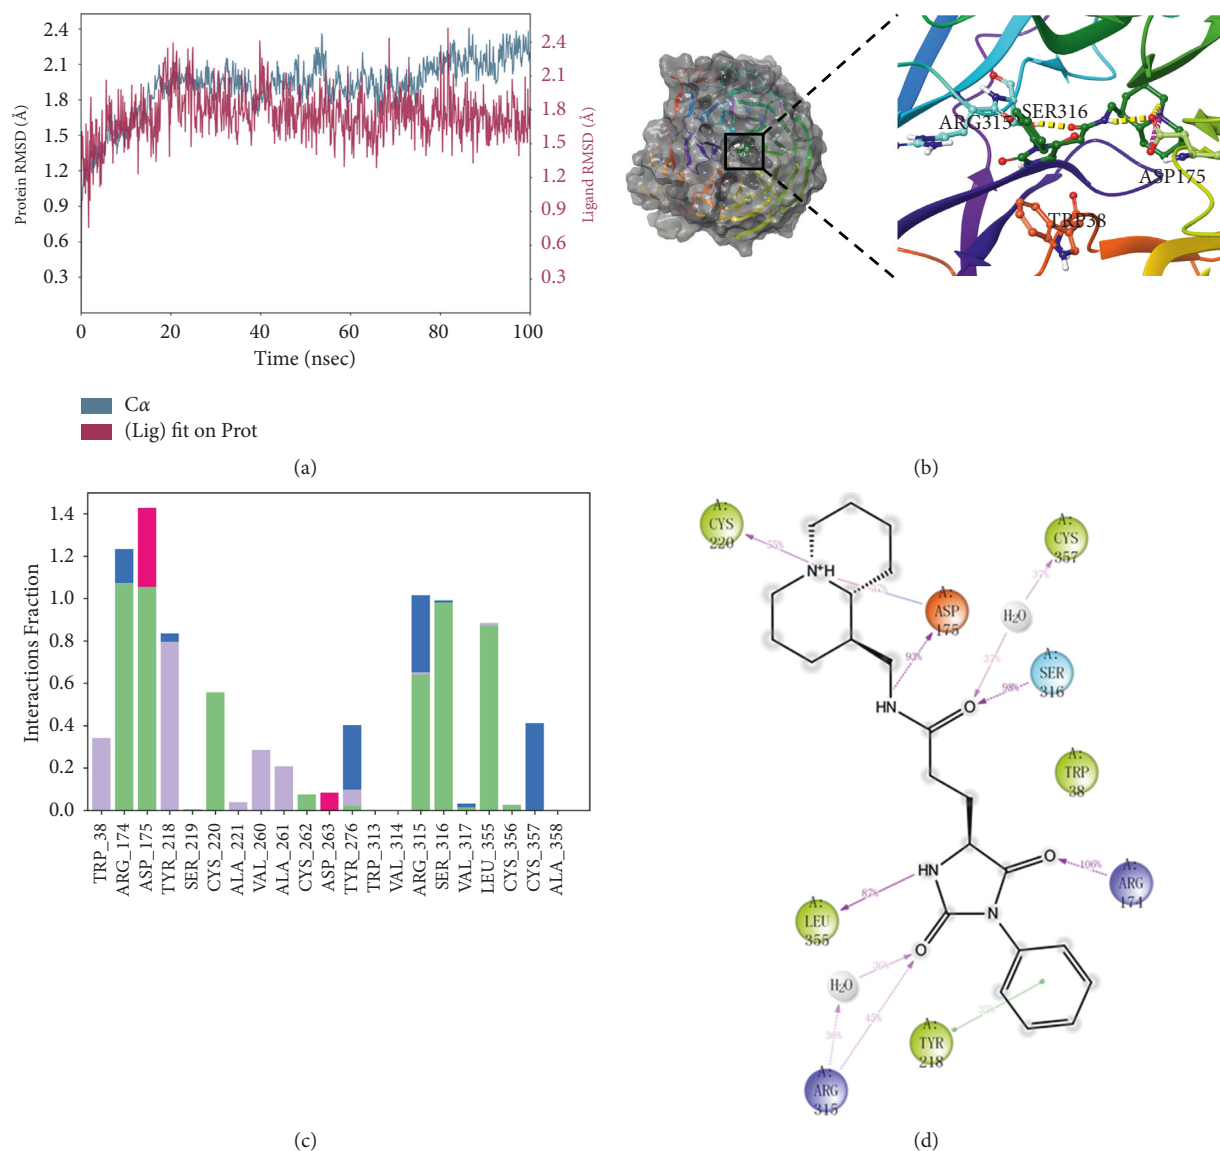 2.4
2.1
1.8
1.5
1.2
0.9
0.6
0.3
Protein RMSD (Å)
2.4
2.1
1.8
1.5
1.2
0.9
0.6
0.3
Ligand RMSD (Å)
0 20 40 60 80 100
Time (nsec)
Cα
(Lig) fit on Prot
(a)
SER316
ARG315
ASP175
TRP38
(b)
1.4
1.2
1.0
0.8
0.6
0.4
0.2
0.0
Interactions Fraction
TRP_38
ARG_174
ASP_175
TYR_218
SER_219
CYS_220
ALA_221
VAL_260
ALA_261
CYS_262
ASP_263
TYR_276
TRP_313
VAL_314
ARG_315
SER_316
VAL_317
LEU_355
CYS_356
CYS_357
ALA_358
(c)
A:
CYS
220
55%
N+H
37%
A:
ASP
175
93%
A:
CYS
357
37%
H2O
37%
A:
SER
316
98%
HN
O
A:
TRP
38
O
106%
A:
ARG
174
HN
N
87%
A:
LEU
355
O
36%
H2O
36%
45%
A:
ARG
315
35%
A:
TYR
218
(d)